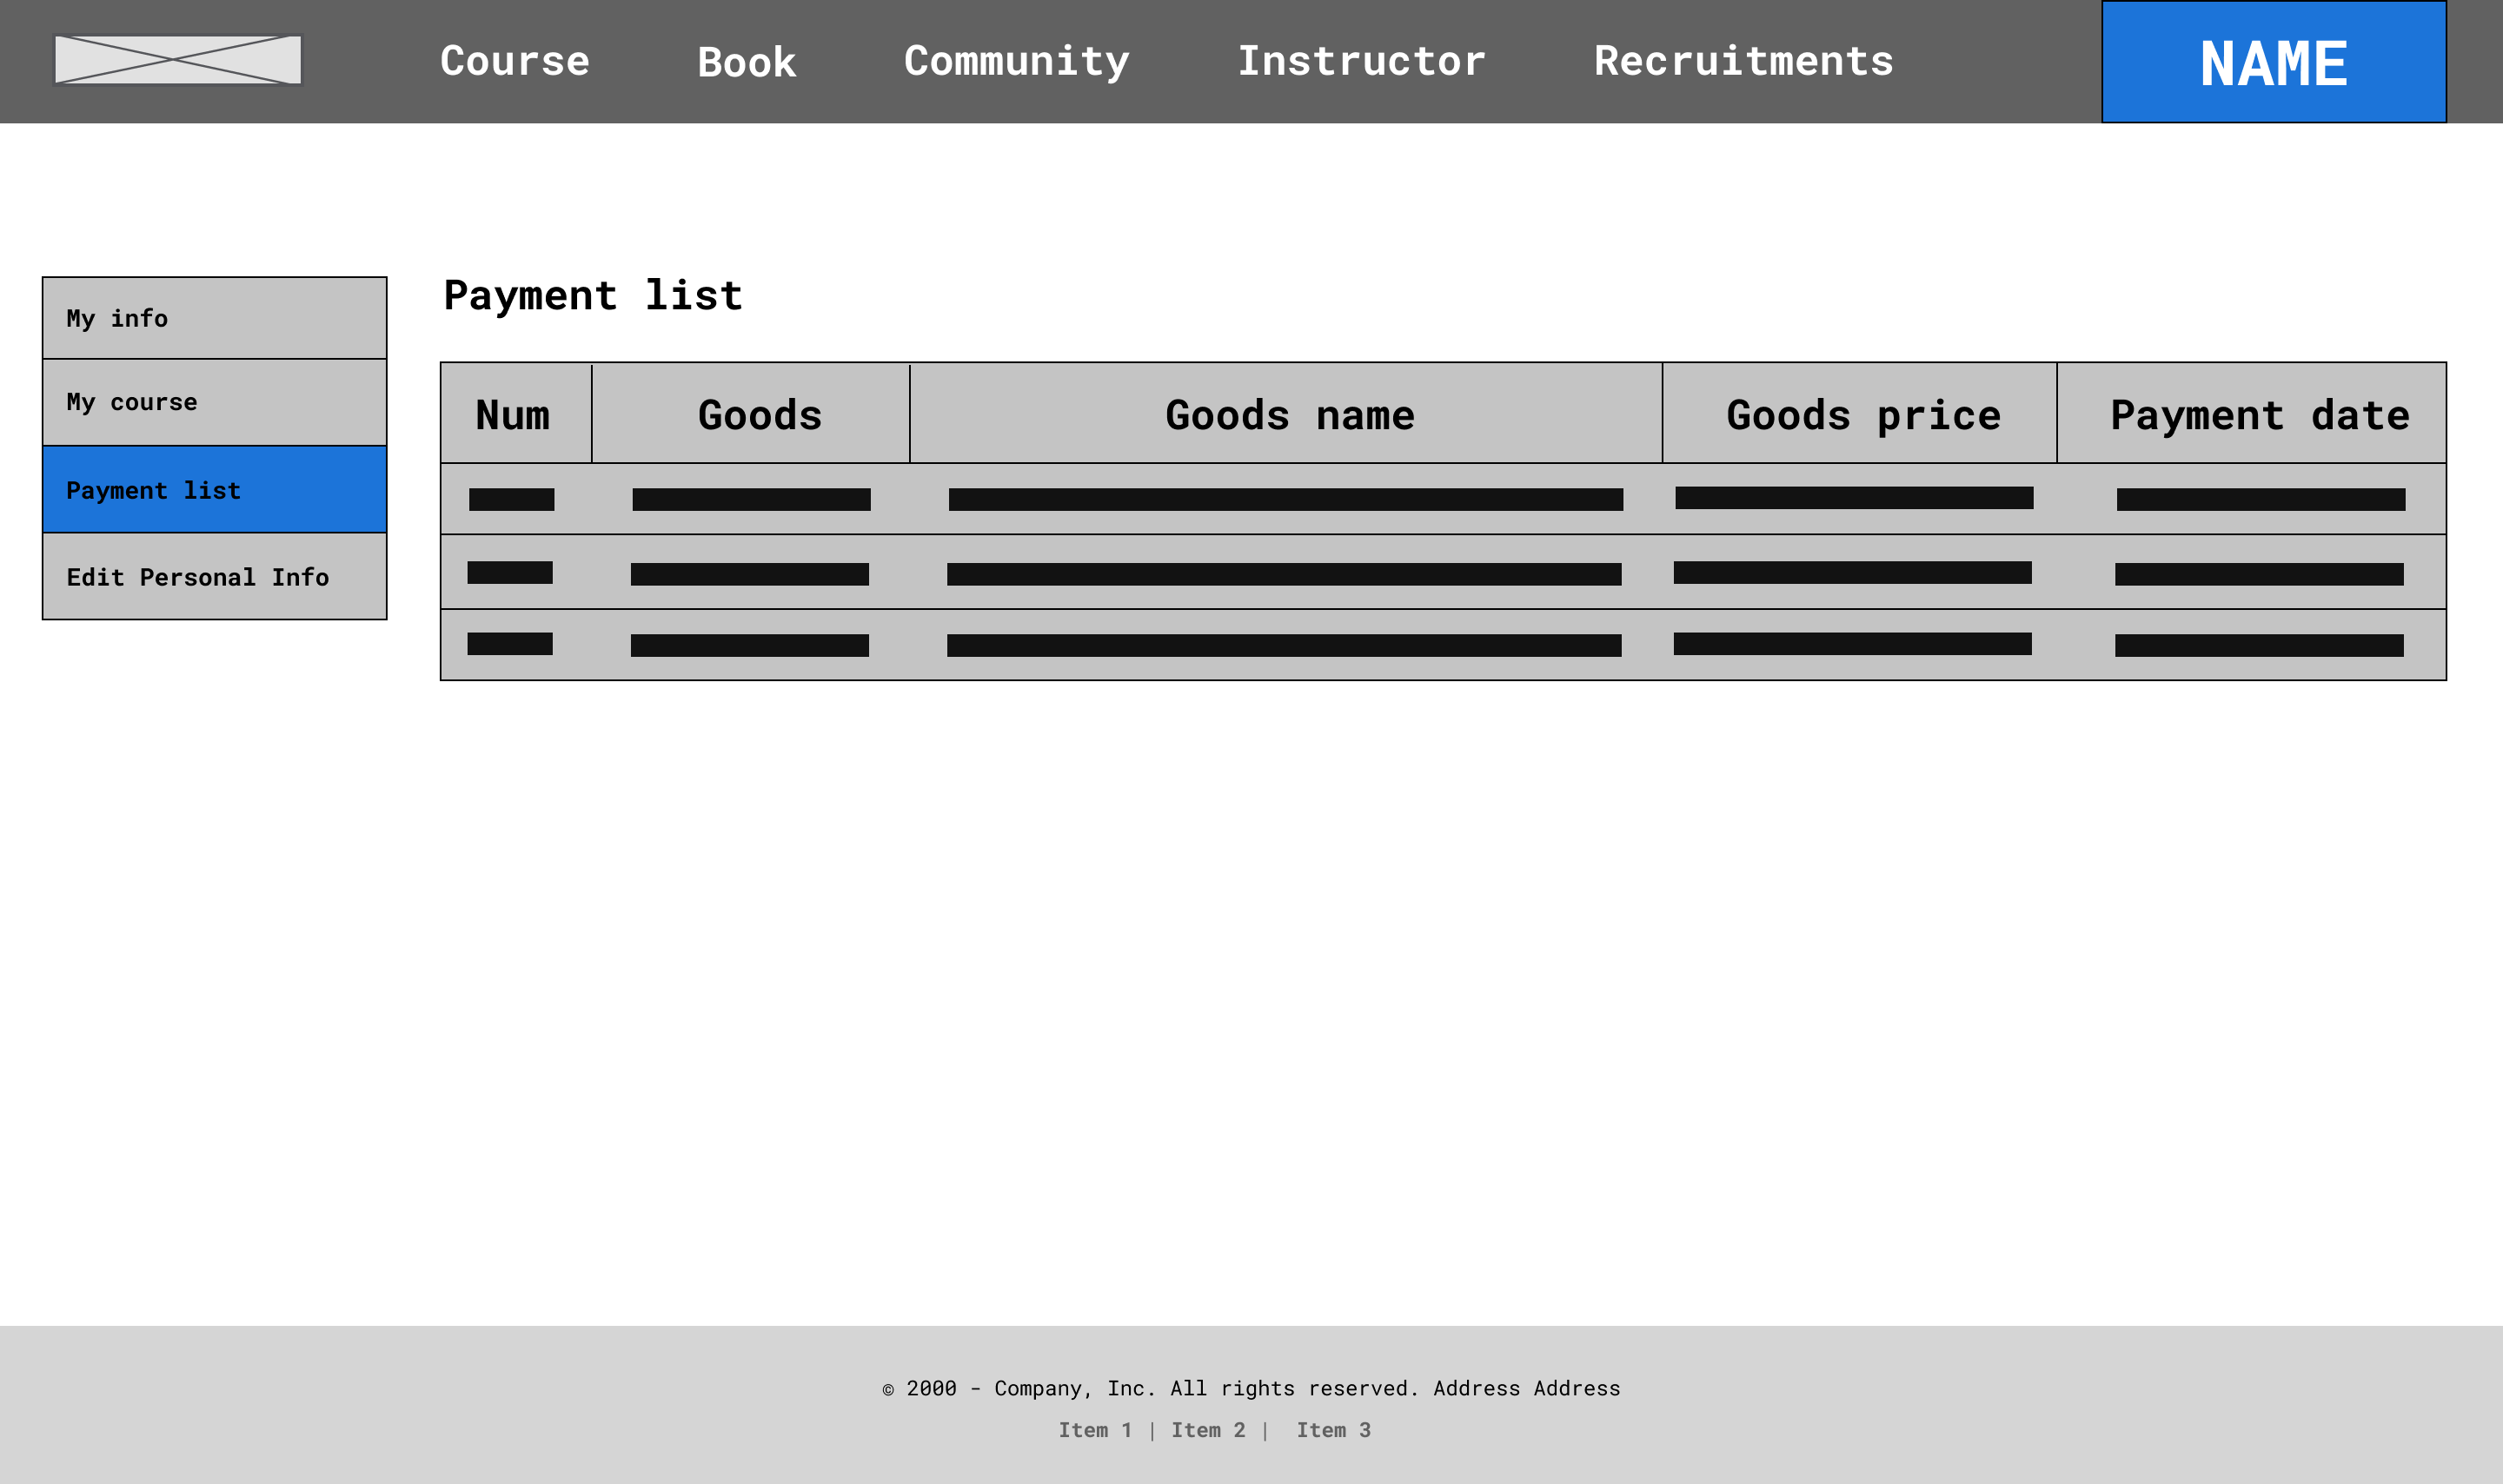 Course Book Community Instructor Recruitments NAME
My info
My course
Payment list
Edit Personal Info
Payment list
Num Goods Goods name Goods price Payment date
© 2000 - Company, Inc. All rights reserved. Address Address
Item 1 | Item 2 | Item 3